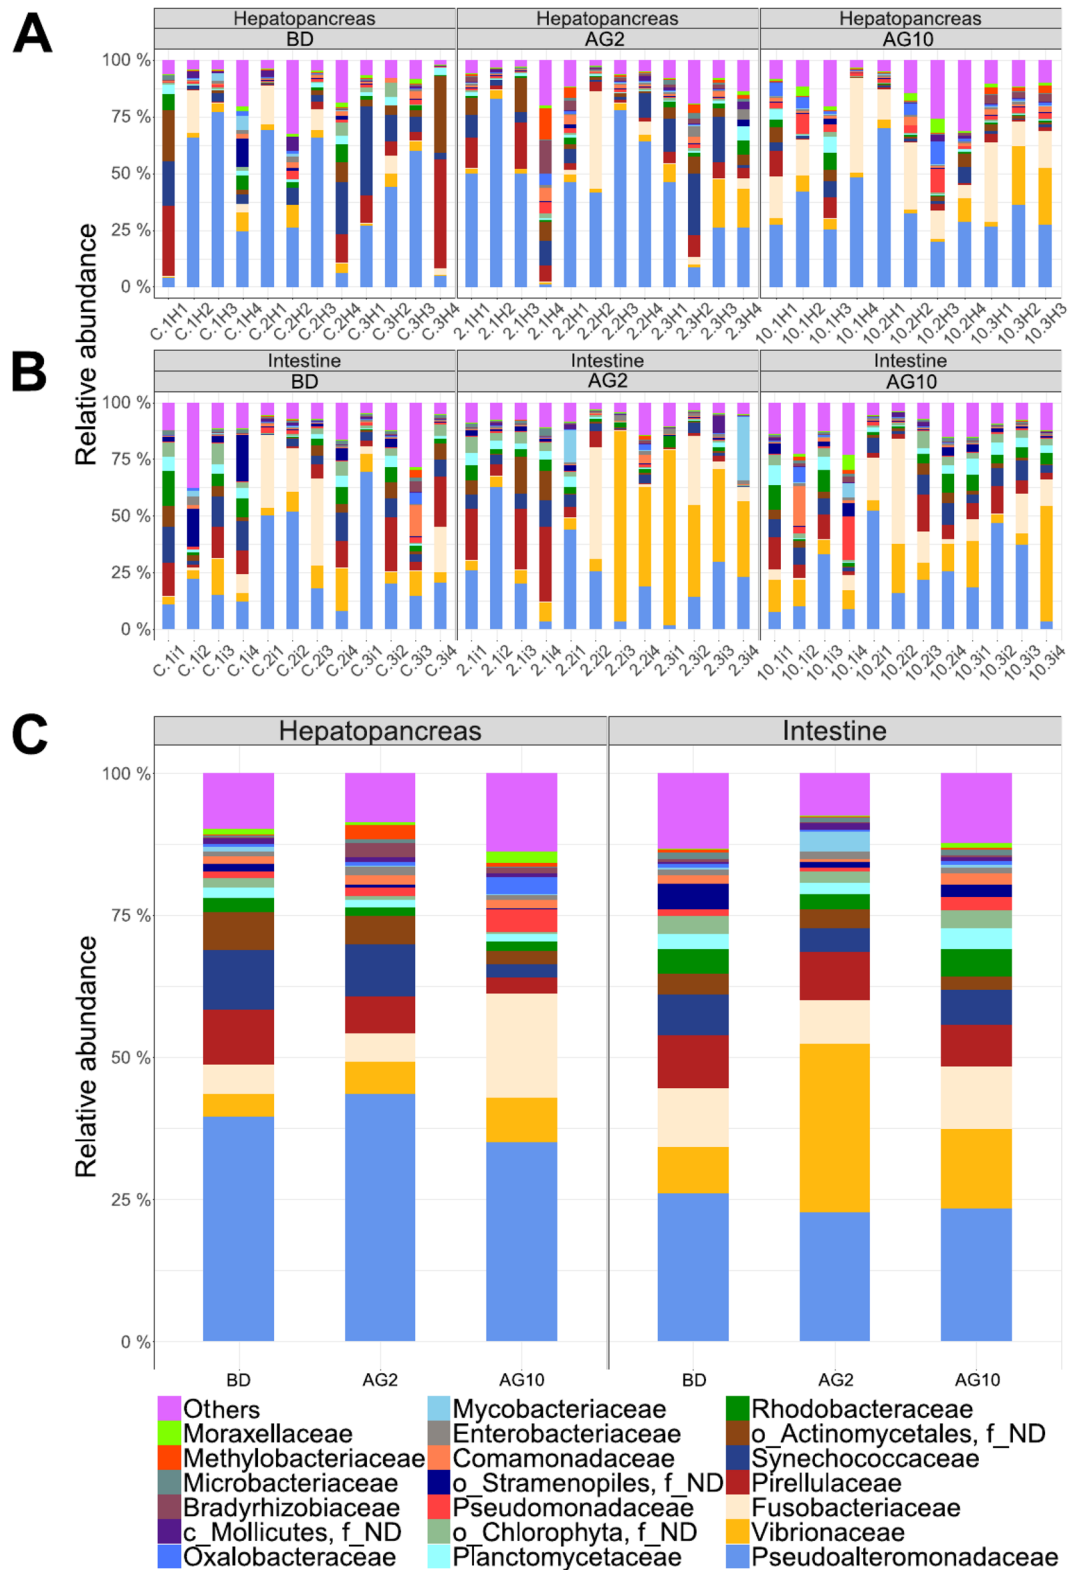 A
Hepatopancreas Hepatopancreas Hepatopancreas
BD AG2 AG10
100 %
75 %
50 %
25 %
0 %
C.1H1 C.1H2 C.1H3 C.1H4 C.2H1 C.2H2 C.2H3 C.2H4 C.3H1 C.3H2 C.3H3 C.3H4 2.1H1 2.1H2 2.1H3 2.1H4 2.2H1 2.2H2 2.2H3 2.2H4 2.3H1 2.3H2 2.3H3 2.3H4 10.1H1 10.1H2 10.1H3 10.1H4 10.2H1 10.2H2 10.2H3 10.2H4 10.3H1 10.3H2 10.3H3
Relative abundance
B
Intestine Intestine Intestine
BD AG2 AG10
100 %
75 %
50 %
25 %
0 %
C.1i1 C.1i2 C.1i3 C.1i4 C.2i1 C.2i2 C.2i3 C.2i4 C.3i1 C.3i2 C.3i3 C.3i4 2.1i1 2.1i2 2.1i3 2.1i4 2.2i1 2.2i2 2.2i3 2.2i4 2.3i1 2.3i2 2.3i3 2.3i4 10.1i1 10.1i2 10.1i3 10.1i4 10.2i1 10.2i2 10.2i3 10.2i4 10.3i1 10.3i2 10.3i3 10.3i4
C
Hepatopancreas Intestine
100 %
75 %
50 %
25 %
0 %
Relative abundance
BD AG2 AG10 BD AG2 AG10
Others Mycobacteriaceae Rhodobacteraceae
Moraxellaceae Enterobacteriaceae o_Actinomycetales, f_ND
Methylobacteriaceae Comamonadaceae Synechococcaceae
Microbacteriaceae o_Stramenopiles, f_ND Pirellulaceae
Bradyrhizobiaceae Pseudomonadaceae Fusobacteriaceae
c_Mollicutes, f_ND o_Chlorophyta, f_ND Vibrionaceae
Oxalobacteraceae Planctomycetaceae Pseudoalteromonadaceae